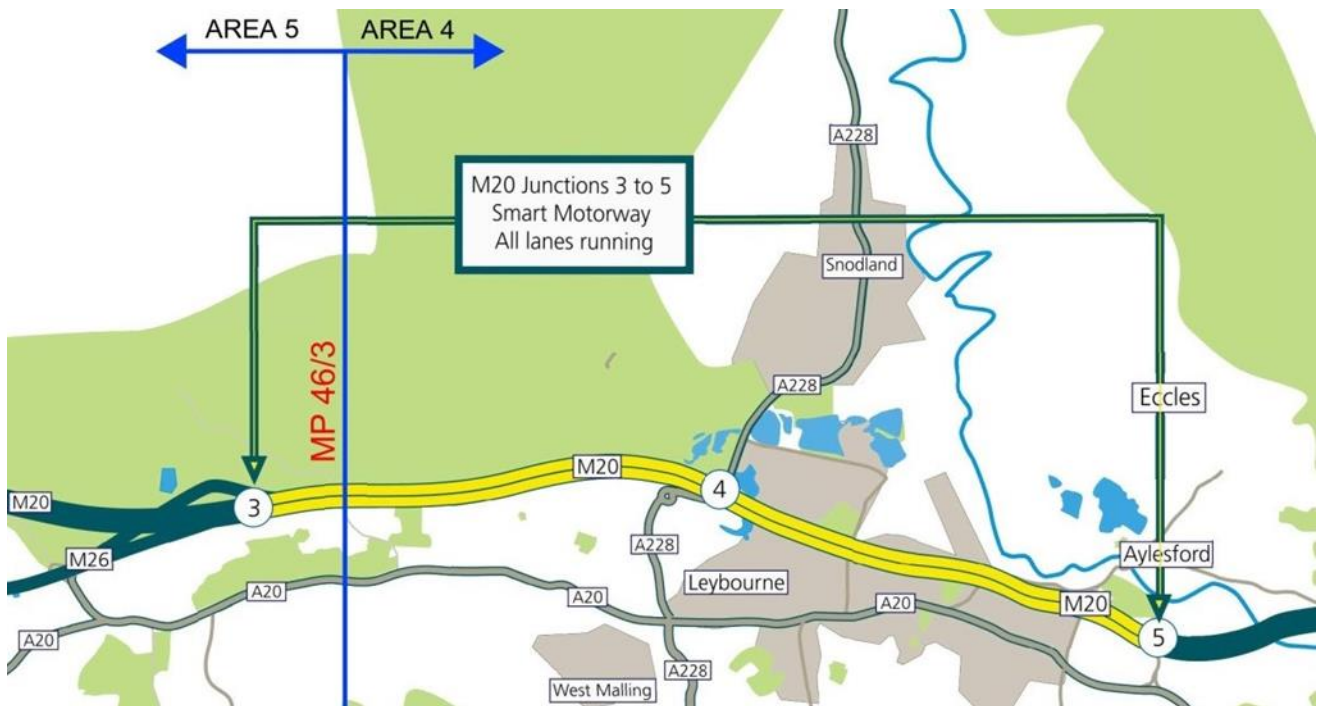 AREA 5
AREA 4
A228
M20 Junctions 3 to 5
Smart Motorway
All lanes running
Snodland
MP 46/3
A228
Eccles
M20
4
M20
3
A228
Aylesford
M26
Leybourne
A20
A20
A20
M20
5
A20
A228
West Malling